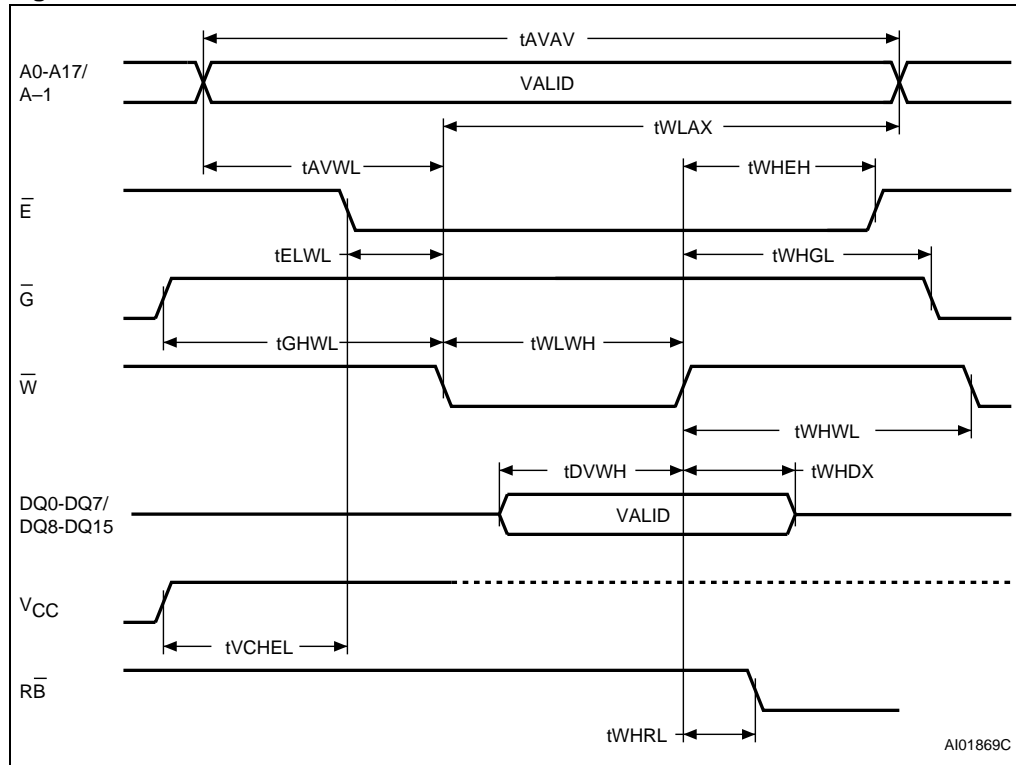 tAVAV
A0-A17/
A–1
VALID
tWLAX
tAVWL
tWHEH
E̅
tELWL
tWHGL
G̅
tGHWL
tWLWH
W̅
tWHWL
tDVWH
tWHDX
DQ0-DQ7/
DQ8-DQ15
VALID
VCC
tVCHEL
RB̅
tWHRL
AI01869C